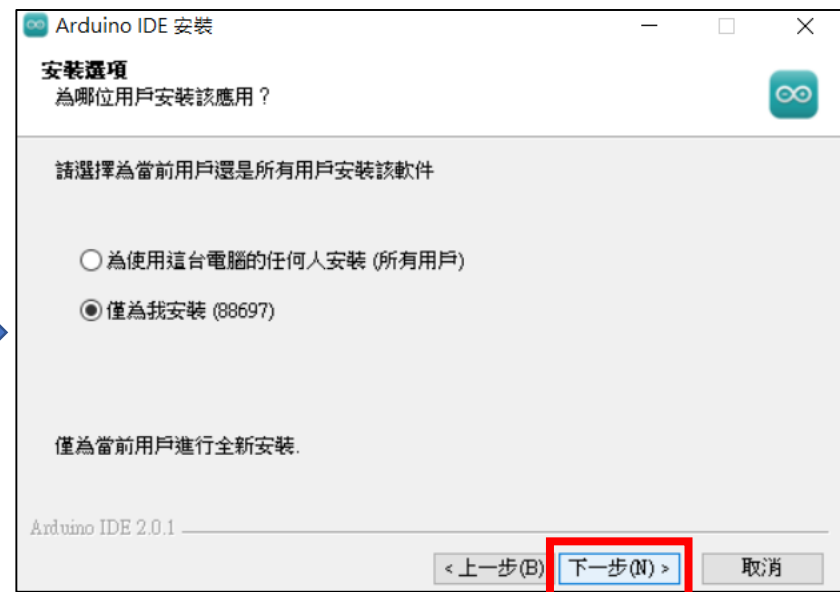 Arduino IDE 安裝
安裝選項
為哪位用戶安裝該應用？
請選擇為當前用戶還是所有用戶安裝該軟件
為使用這台電腦的任何人安裝 (所有用戶)
僅為我安裝 (88697)
僅為當前用戶進行全新安裝.
Arduino IDE 2.0.1
<上一步(B) 下一步(N) > 取消